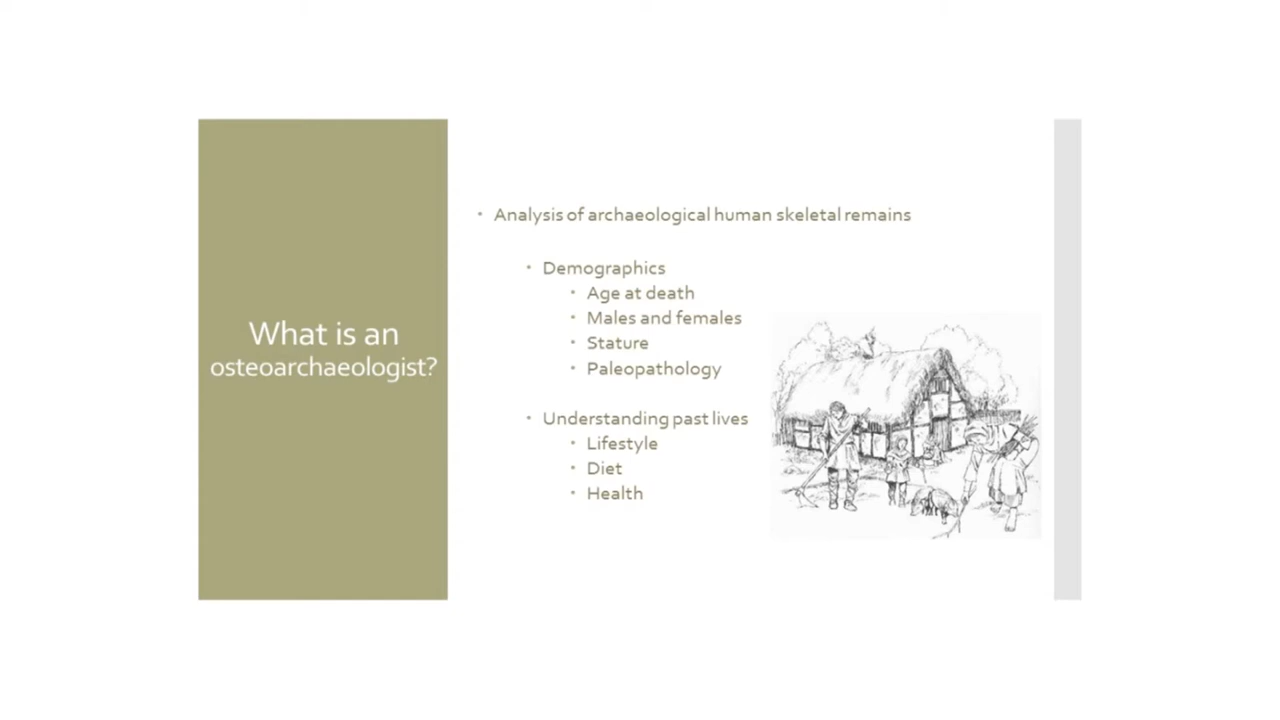 What is an
osteoarchaeologist?
• Analysis of archaeological human skeletal remains
• Demographics
• Age at death
• Males and females
• Stature
• Paleopathology
• Understanding past lives
• Lifestyle
• Diet
• Health